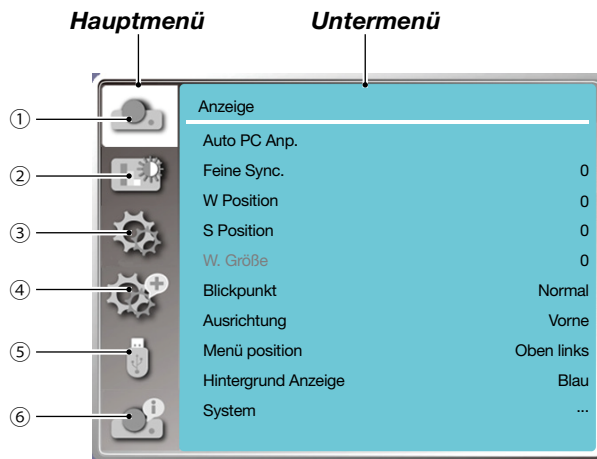 Hauptmenü Untermenü
Anzeige
① Auto PC Anp.
Feine Sync. 0
② W Position 0
③ S Position 0
W. Größe 0
④ Blickpunkt Normal
Ausrichtung Vorne
⑤ Menü position Oben links
Hintergrund Anzeige Blau
⑥ System ...